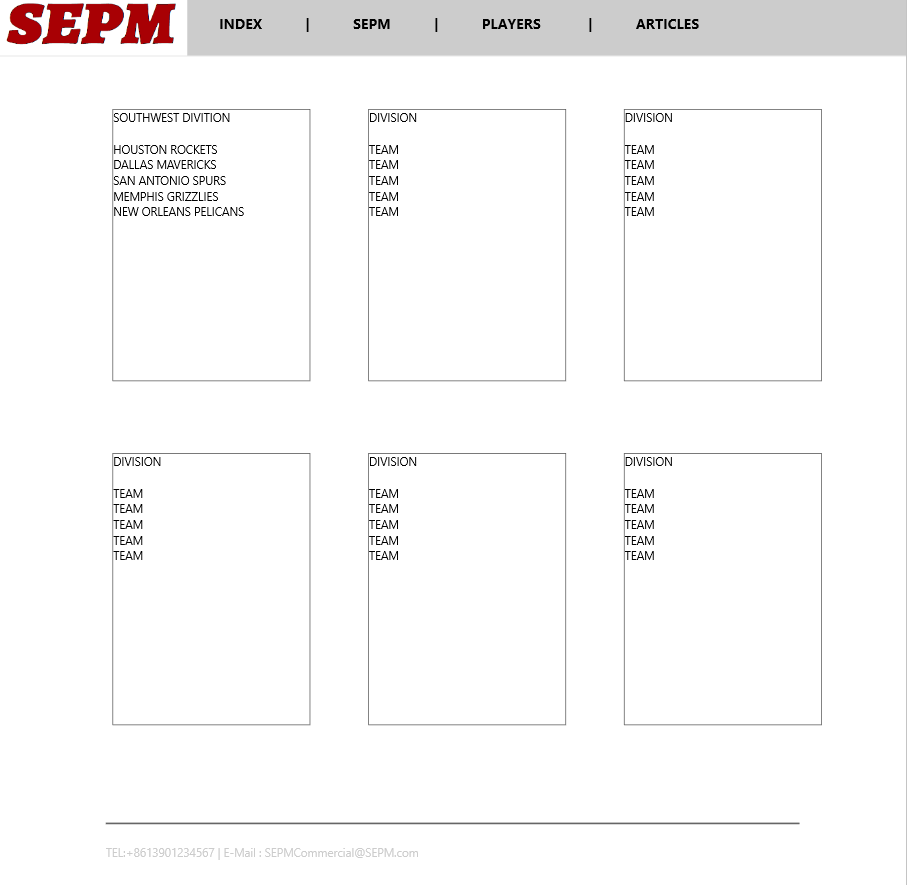 SEPM
INDEX | SEPM | PLAYERS | ARTICLES
SOUTHWEST DIVITION
HOUSTON ROCKETS
DALLAS MAVERICKS
SAN ANTONIO SPURS
MEMPHIS GRIZZLIES
NEW ORLEANS PELICANS
DIVISION
TEAM
TEAM
TEAM
TEAM
TEAM
DIVISION
TEAM
TEAM
TEAM
TEAM
TEAM
DIVISION
TEAM
TEAM
TEAM
TEAM
TEAM
DIVISION
TEAM
TEAM
TEAM
TEAM
TEAM
DIVISION
TEAM
TEAM
TEAM
TEAM
TEAM
TEL:+8613901234567 | E-Mail : SEPMCommercial@SEPM.com